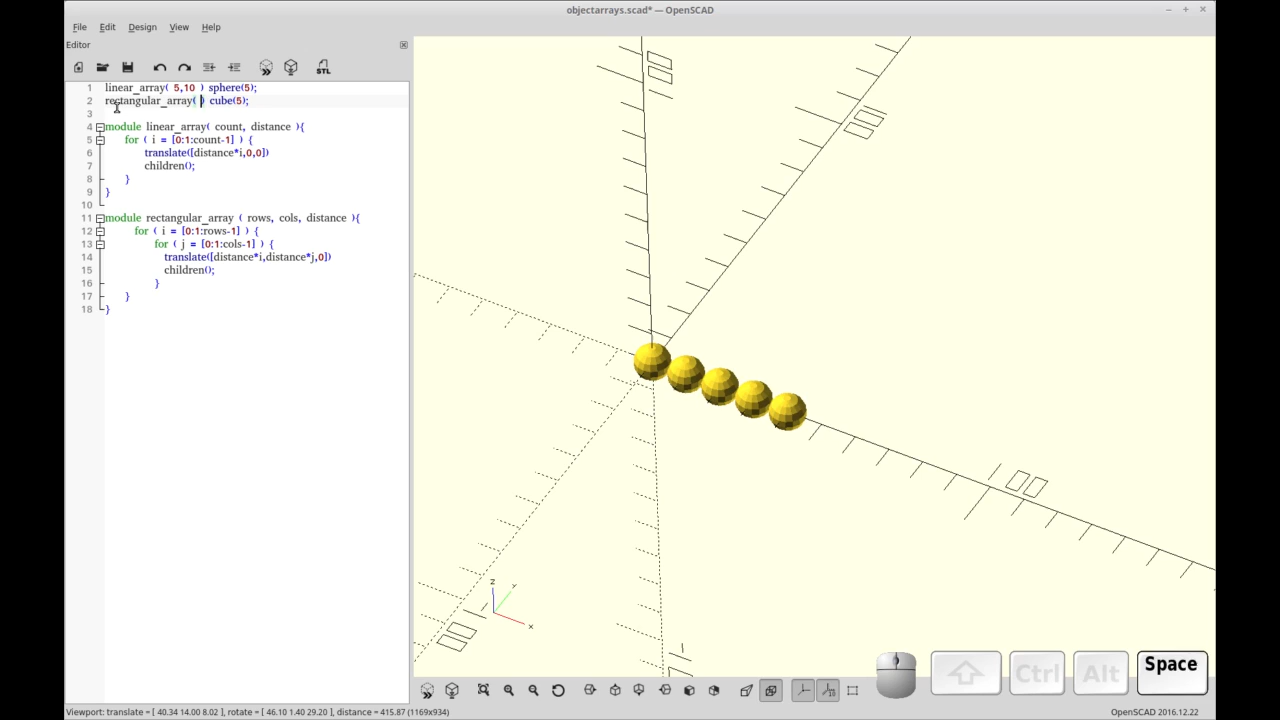 objectarrays.scad* — OpenSCAD
File Edit Design View Help
Editor
STL
1 linear_array( 5,10 ) sphere(5);
2 rectangular_array( ) cube(5);
3
4 module linear_array( count, distance ){
5 for ( i = [0:1:count-1] ) {
6 translate([distance*i,0,0])
7 children();
8 }
9 }
10
11 module rectangular_array ( rows, cols, distance ){
12 for ( i = [0:1:rows-1] ) {
13 for ( j = [0:1:cols-1] ) {
14 translate([distance*i,distance*j,0])
15 children();
16 }
17 }
18 }
Z
Y
X
Ctrl Alt Space
Viewport: translate = [ 40.34 14.00 8.02 ], rotate = [ 46.10 1.40 29.20 ], distance = 415.87 (1169x934)
OpenSCAD 2016.12.22